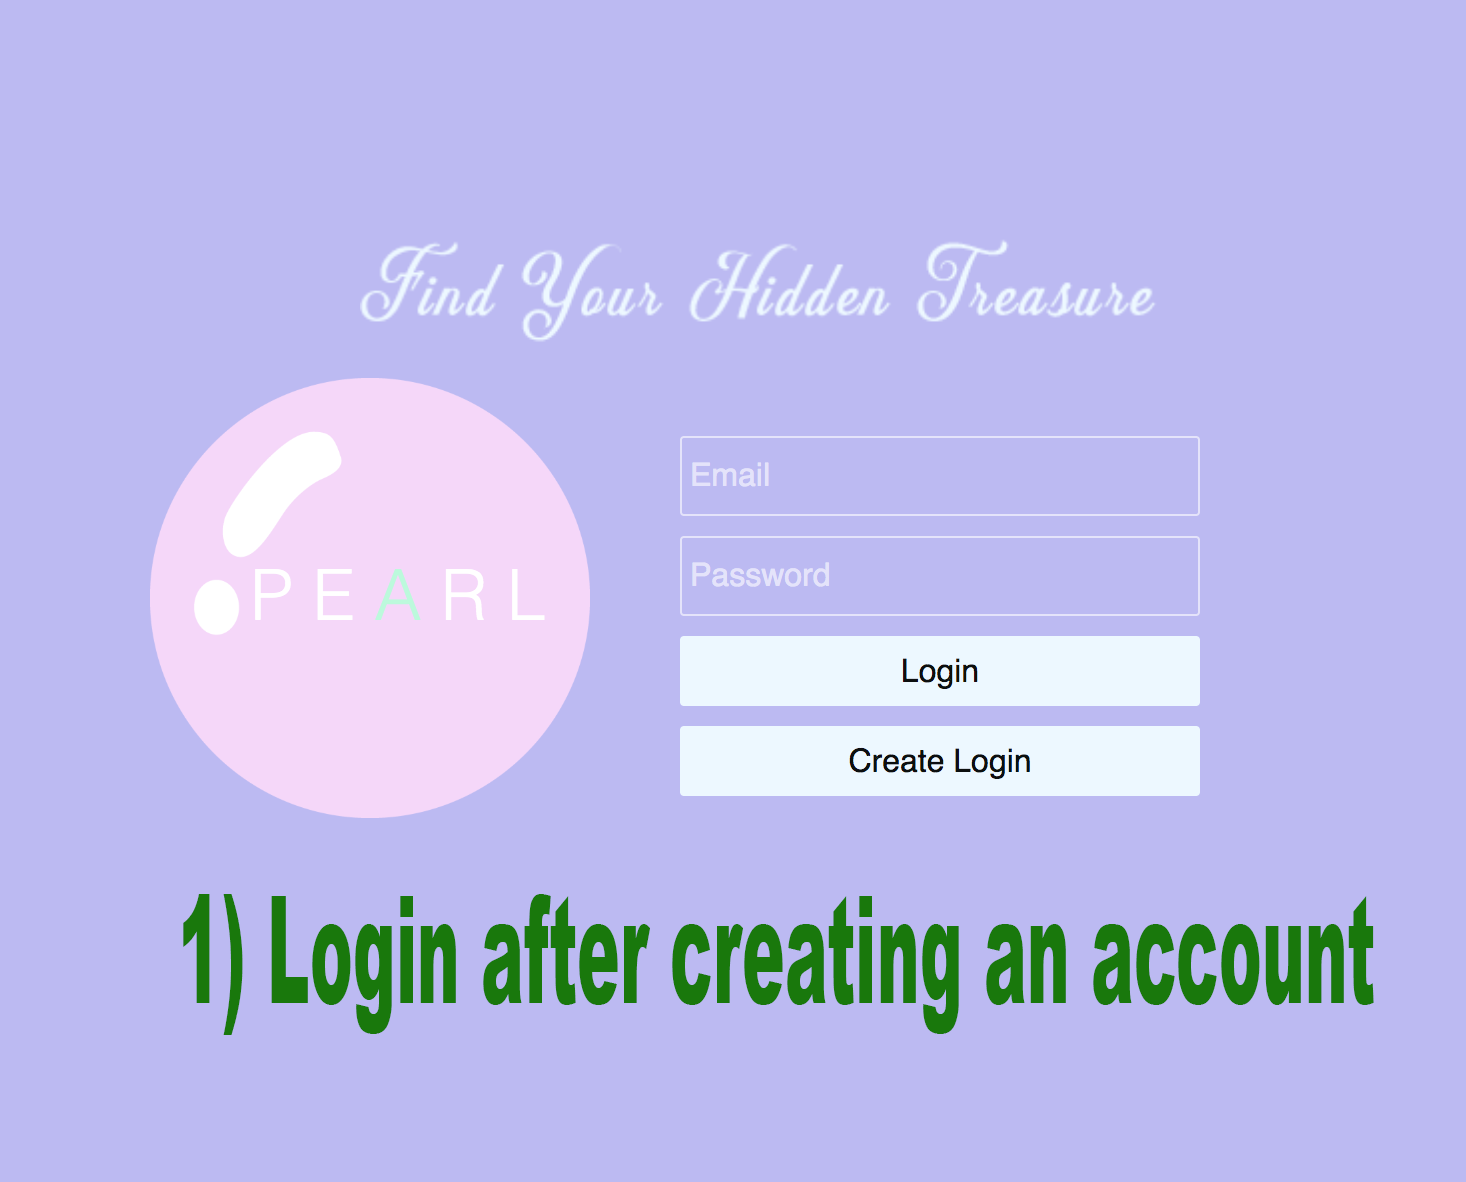 Find Your Hidden Treasure
PEARL
Email
Password
Login
Create Login
1) Login after creating an account